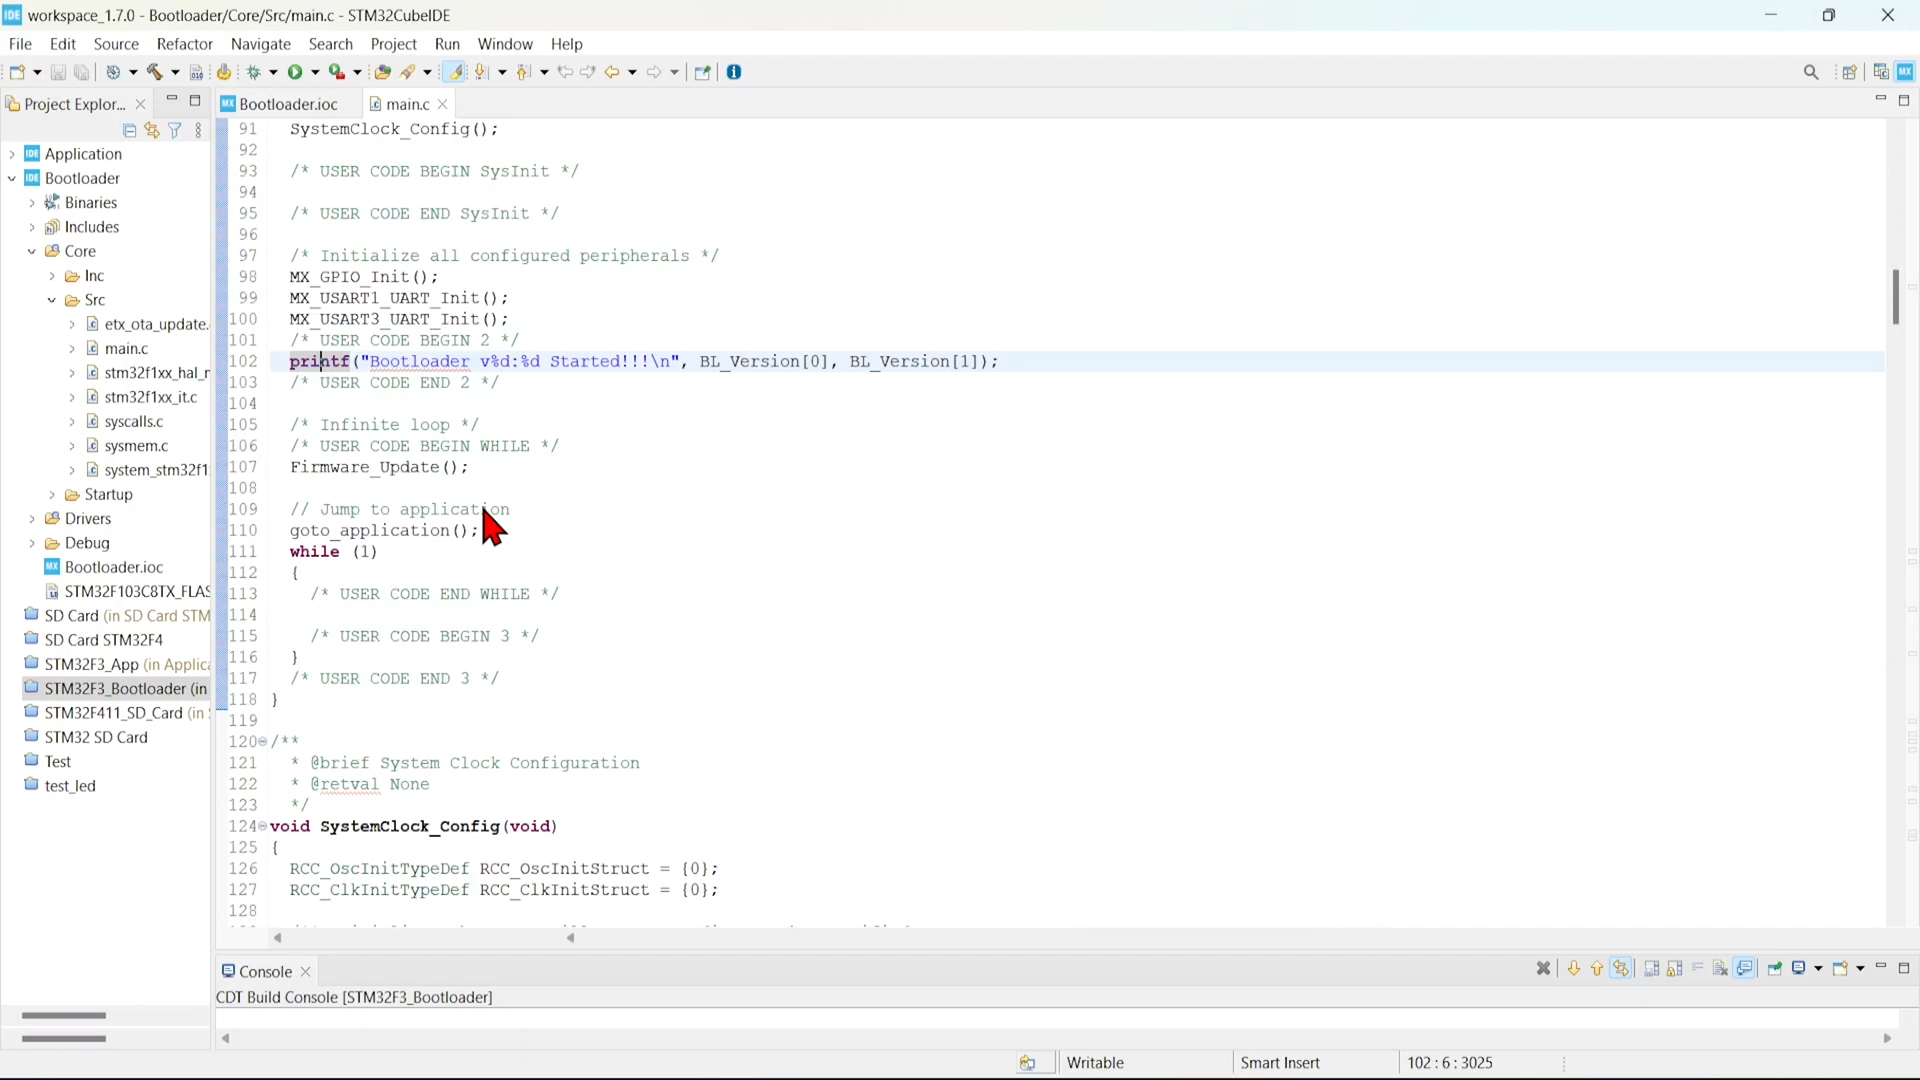 IDE workspace_1.7.0 - Bootloader/Core/Src/main.c - STM32CubeIDE
File Edit Source Refactor Navigate Search Project Run Window Help
Project Explor...
MX Bootloader.ioc
main.c
IDE Application
IDE Bootloader
Binaries
Includes
Core
Inc
Src
etx_ota_update.
main.c
stm32f1xx_hal_r
stm32f1xx_it.c
syscalls.c
sysmem.c
system_stm32f1
Startup
Drivers
Debug
MX Bootloader.ioc
STM32F103C8TX_FLAS
SD Card (in SD Card STM
SD Card STM32F4
STM32F3_App (in Applica
STM32F3_Bootloader (in
STM32F411_SD_Card (in
STM32 SD Card
Test
test_led
91 SystemClock_Config();
92
93 /* USER CODE BEGIN SysInit */
94
95 /* USER CODE END SysInit */
96
97 /* Initialize all configured peripherals */
98 MX_GPIO_Init();
99 MX_USART1_UART_Init();
100 MX_USART3_UART_Init();
101 /* USER CODE BEGIN 2 */
102 printf("Bootloader v%d:%d Started!!!\n", BL_Version[0], BL_Version[1]);
103 /* USER CODE END 2 */
104
105 /* Infinite loop */
106 /* USER CODE BEGIN WHILE */
107 Firmware_Update();
108
109 // Jump to application
110 goto_application();
111 while (1)
112 {
113 /* USER CODE END WHILE */
114
115 /* USER CODE BEGIN 3 */
116 }
117 /* USER CODE END 3 */
118 }
119
120 /**
121 * @brief System Clock Configuration
122 * @retval None
123 */
124 void SystemClock_Config(void)
125 {
126 RCC_OscInitTypeDef RCC_OscInitStruct = {0};
127 RCC_ClkInitTypeDef RCC_ClkInitStruct = {0};
128
Console
CDT Build Console [STM32F3_Bootloader]
Writable
Smart Insert
102 : 6 : 3025